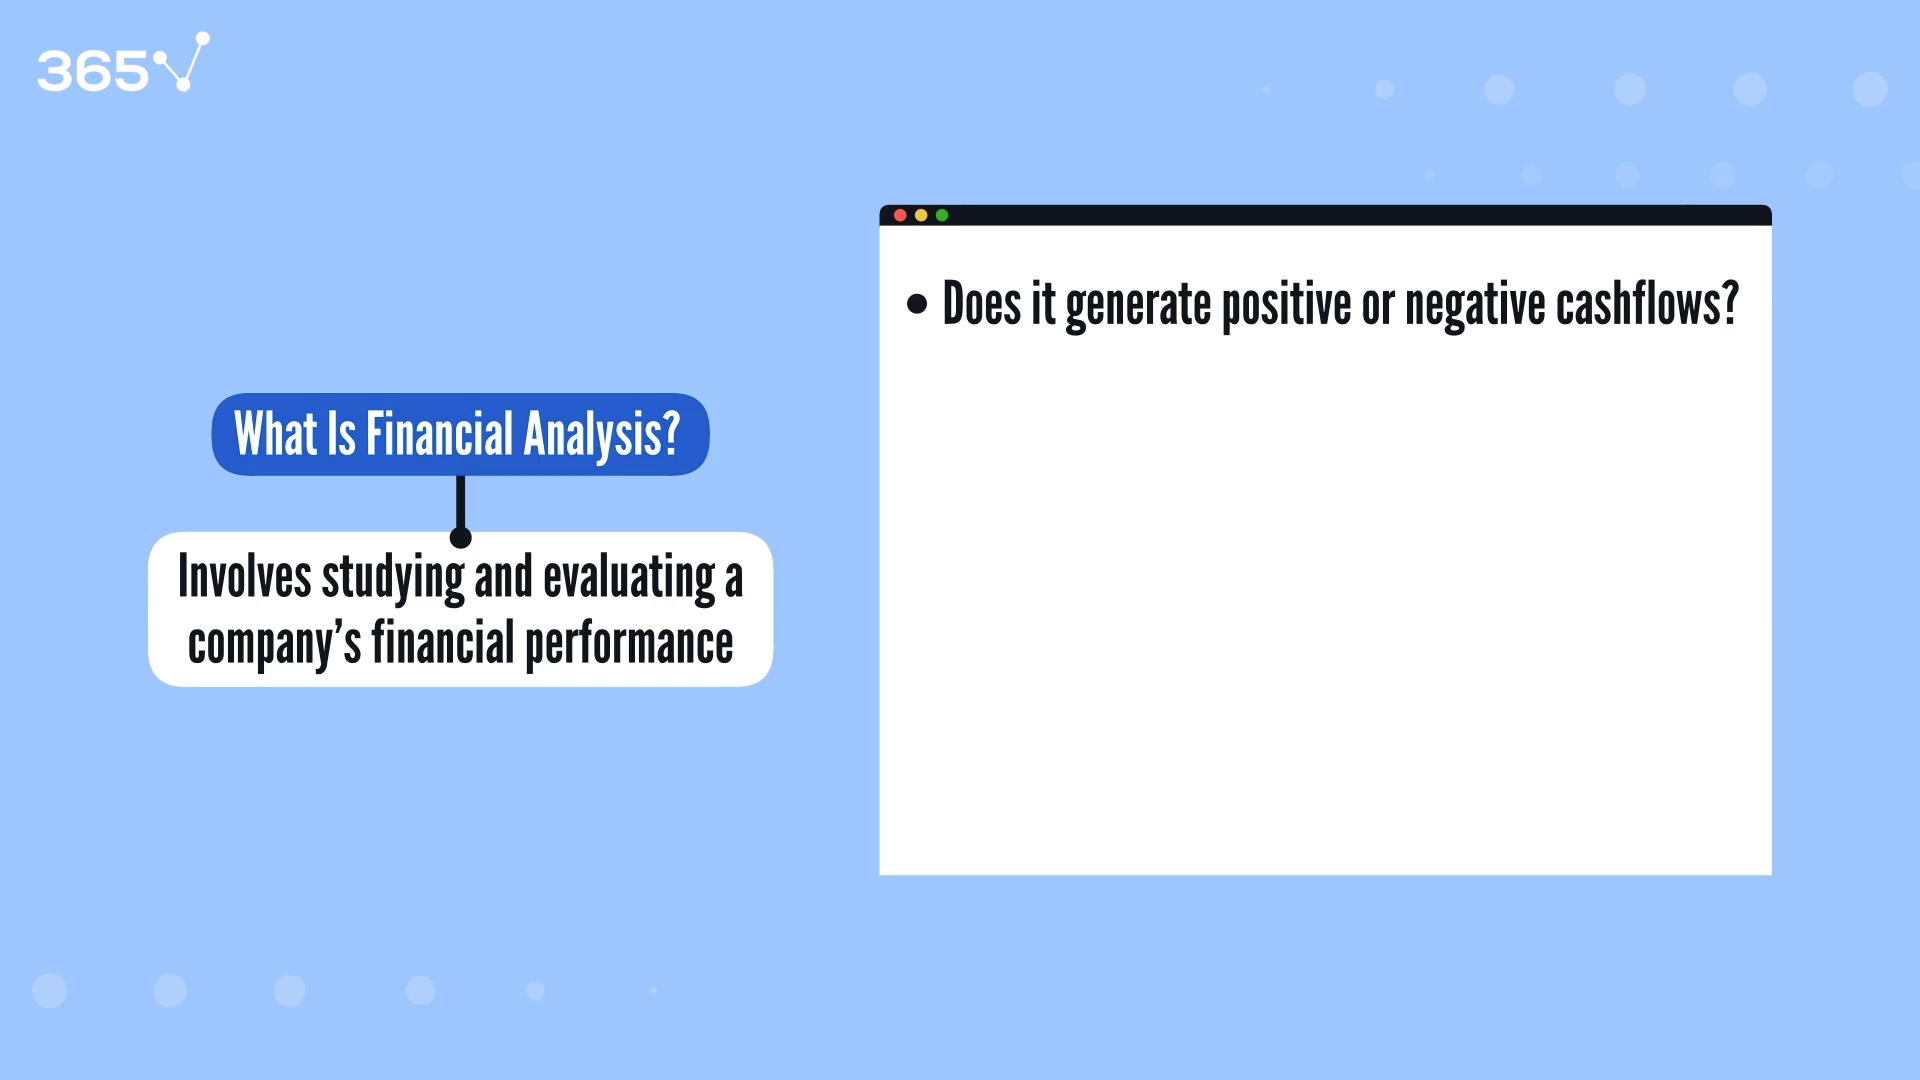 365
What Is Financial Analysis?
Involves studying and evaluating a
company’s financial performance
• Does it generate positive or negative cashflows?